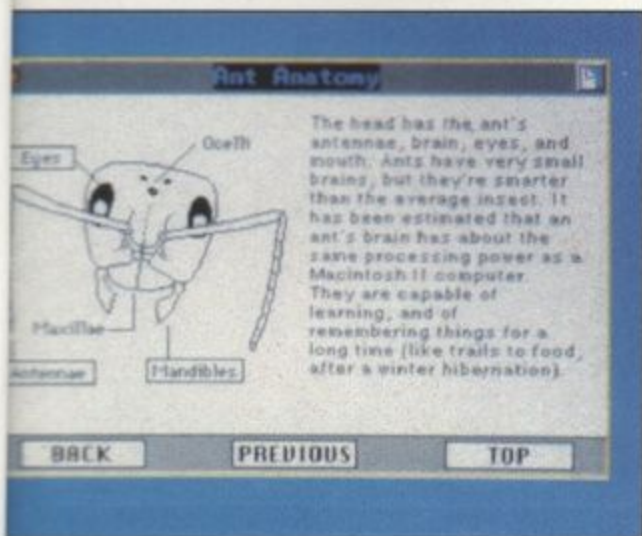 Ant Anatomy
Eyes
Ocelli
Maxillae
Antennae
Mandibles
The head has the ant's
antennae, brain, eyes, and
mouth. Ants have very small
brains, but they're smarter
than the average insect. It
has been estimated that an
ant's brain has about the
same processing power as a
Macintosh II computer.
They are capable of
learning, and of
remembering things for a
long time (like trails to food,
after a winter hibernation).
BACK
PREVIOUS
TOP